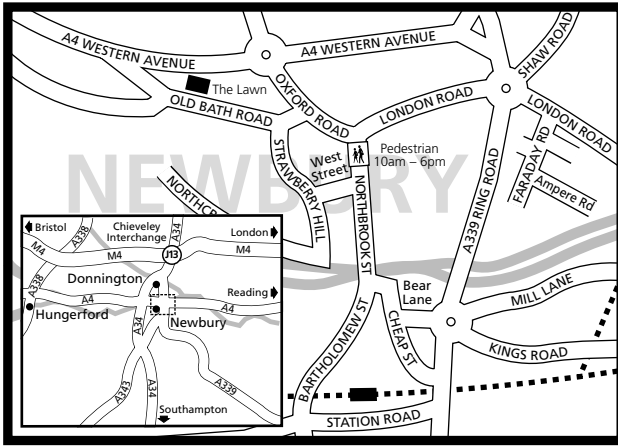 A4 WESTERN AVENUE
A4 WESTERN AVENUE
SHAW ROAD
The Lawn
OXFORD ROAD
OLD BATH ROAD
LONDON ROAD
LONDON ROAD
Pedestrian
10am – 6pm
West
Street
STRAWBERRY HILL
FARADAY RD
Ampere Rd
NEWBURY
NORTHCR
NORTHBROOK ST
A339 RING ROAD
Bear
Lane
MILL LANE
KINGS ROAD
CHEAP ST
BARTHOLOMEW ST
STATION ROAD
Bristol
A338
Chieveley
Interchange
A34
London
M4
M4
M4
J13
Donnington
A338
A4
Reading
A4
Hungerford
A34
Newbury
A343
A34
A339
Southampton